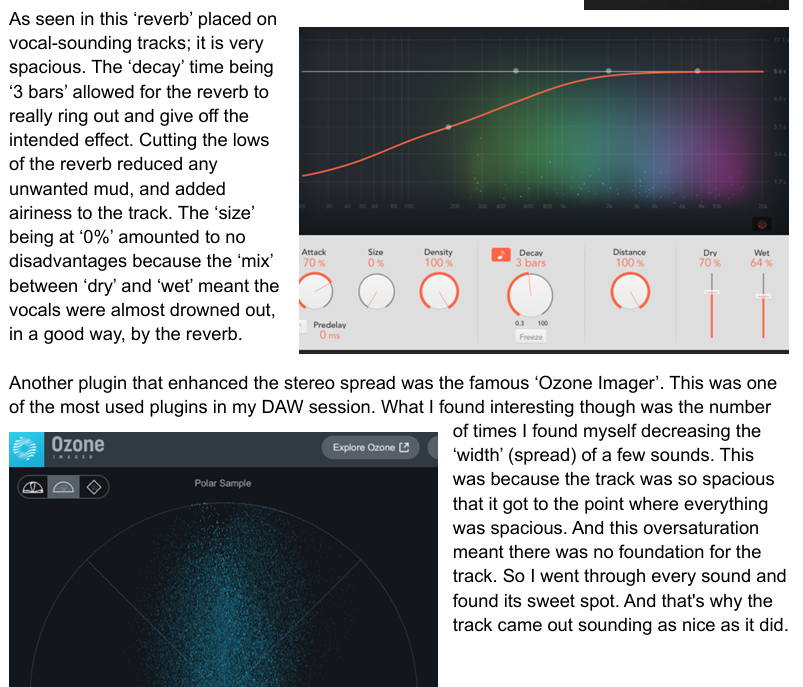 As seen in this ‘reverb’ placed on
vocal-sounding tracks; it is very
spacious. The ‘decay’ time being
‘3 bars’ allowed for the reverb to
really ring out and give off the
intended effect. Cutting the lows
of the reverb reduced any
unwanted mud, and added
airiness to the track. The ‘size’
being at ‘0%’ amounted to no
disadvantages because the ‘mix’
between ‘dry’ and ‘wet’ meant the
vocals were almost drowned out,
in a good way, by the reverb.
Attack Size Density Decay Distance Dry Wet
70 % 0 % 100 % 3 bars 100 % 70 % 64 %
0.3 100
Predelay
0 ms
Freeze
Another plugin that enhanced the stereo spread was the famous ‘Ozone Imager’. This was one
of the most used plugins in my DAW session. What I found interesting though was the number
of times I found myself decreasing the
‘width’ (spread) of a few sounds. This
was because the track was so spacious
that it got to the point where everything
was spacious. And this oversaturation
meant there was no foundation for the
track. So I went through every sound and
found its sweet spot. And that's why the
track came out sounding as nice as it did.
Ozone
IMAGER
Explore Ozone
Polar Sample